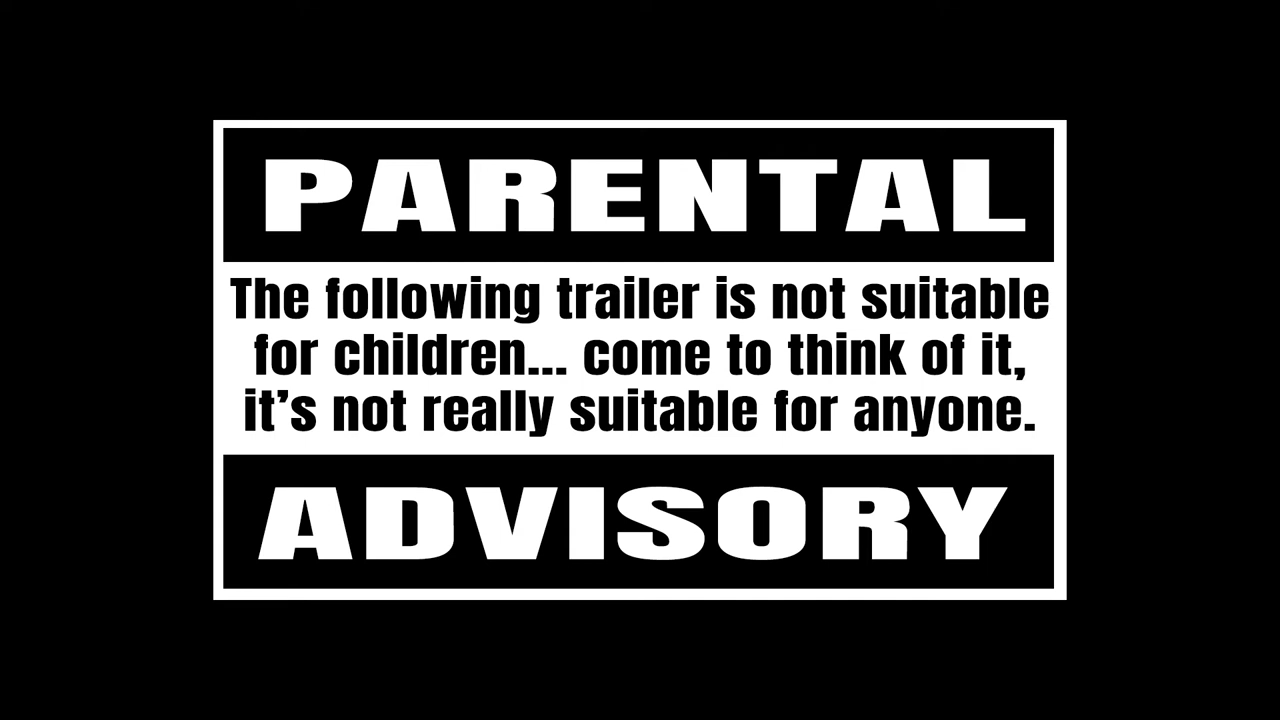 PARENTAL
The following trailer is not suitable
for children... come to think of it,
it’s not really suitable for anyone.
ADVISORY